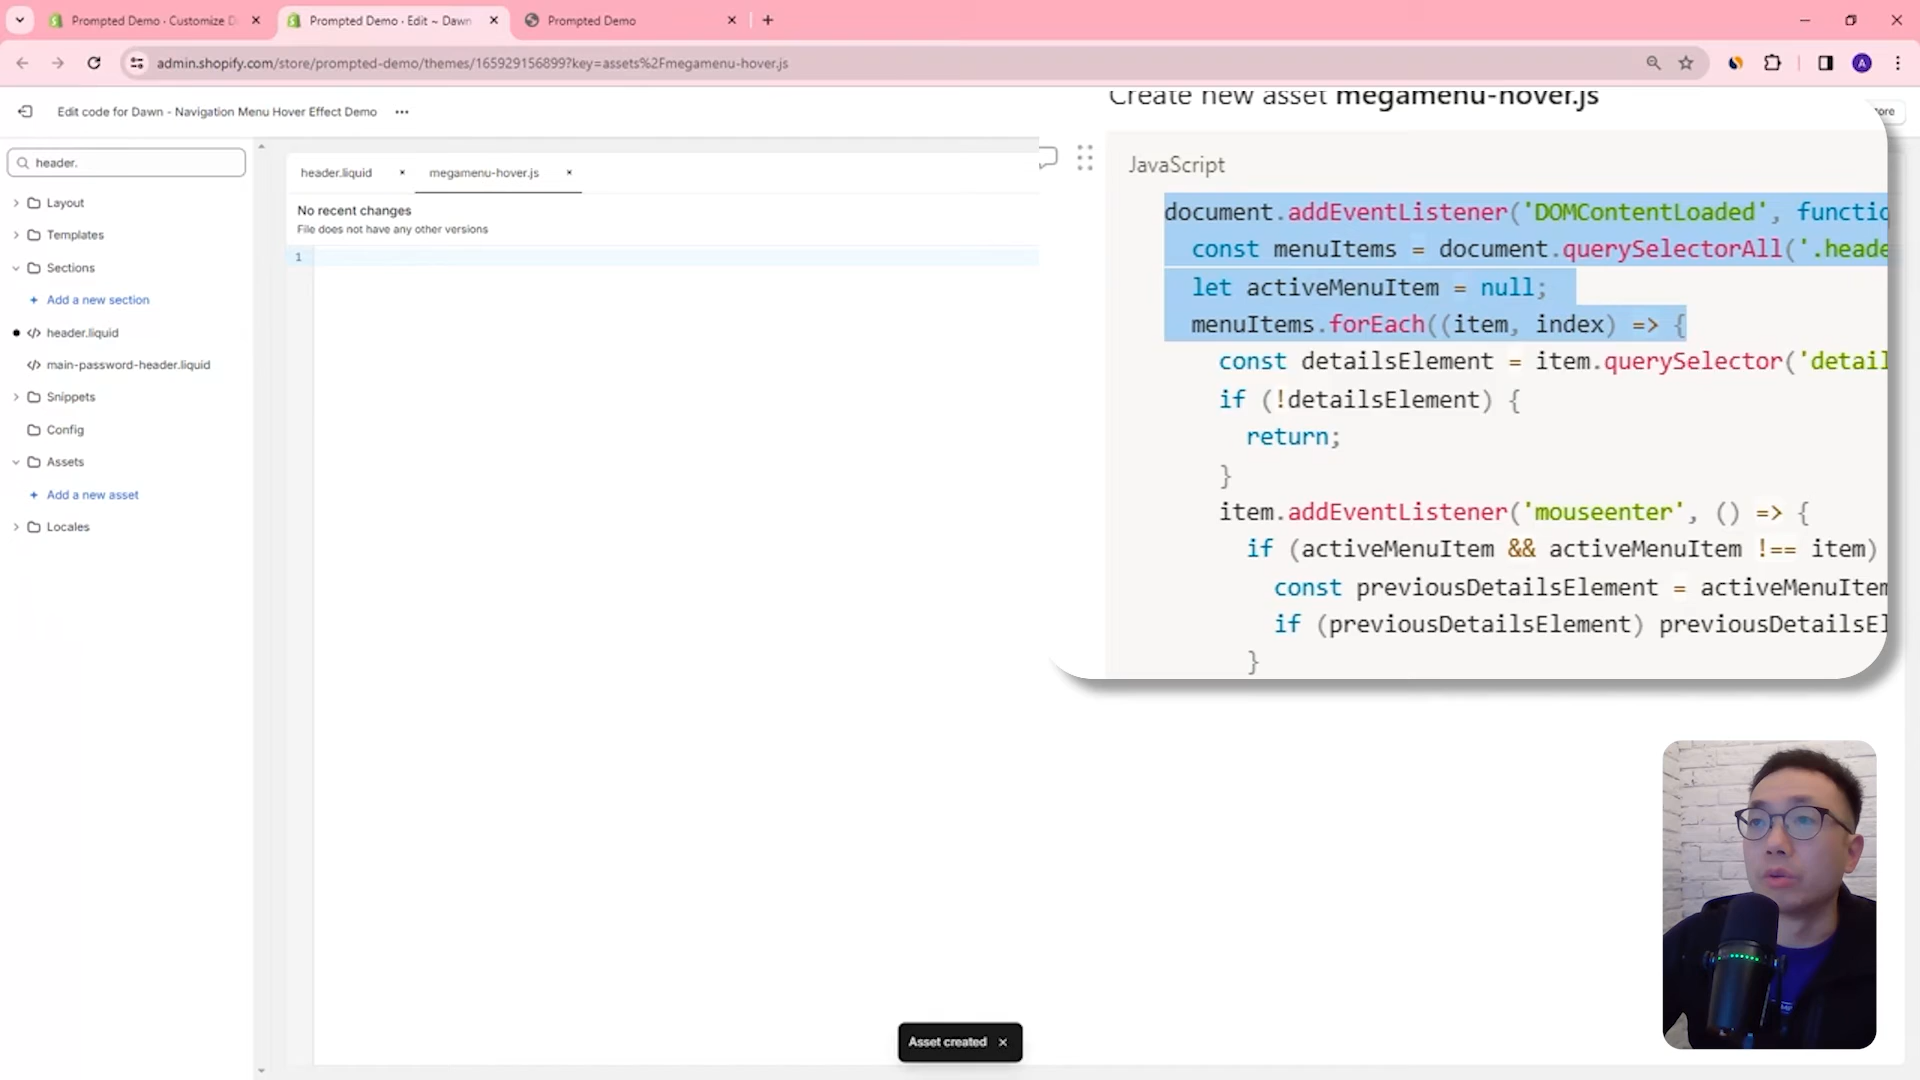 Prompted Demo · Customize D
Prompted Demo · Edit ~ Dawn
Prompted Demo
admin.shopify.com/store/prompted-demo/themes/165929156899?key=assets%2Fmegamenu-hover.js
A
Edit code for Dawn - Navigation Menu Hover Effect Demo
header.
Layout
Templates
Sections
Add a new section
header.liquid
main-password-header.liquid
Snippets
Config
Assets
Add a new asset
Locales
header.liquid
megamenu-hover.js
No recent changes
File does not have any other versions
1
Create new asset megamenu-hover.js
JavaScript
document.addEventListener('DOMContentLoaded', functio
const menuItems = document.querySelectorAll('.heade
let activeMenuItem = null;
menuItems.forEach((item, index) => {
const detailsElement = item.querySelector('detail
if (!detailsElement) {
return;
}
item.addEventListener('mouseenter', () => {
if (activeMenuItem && activeMenuItem !== item)
const previousDetailsElement = activeMenuItem
if (previousDetailsElement) previousDetailsEl
}
Asset created